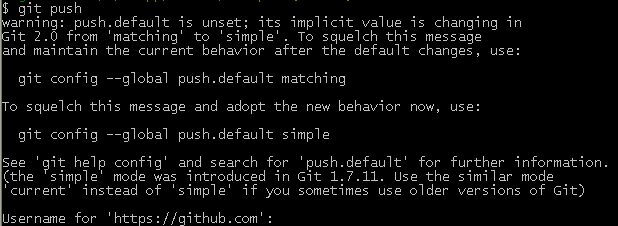 $ git push
warning: push.default is unset; its implicit value is changing in
Git 2.0 from 'matching' to 'simple'. To squelch this message
and maintain the current behavior after the default changes, use:
git config --global push.default matching
To squelch this message and adopt the new behavior now, use:
git config --global push.default simple
See 'git help config' and search for 'push.default' for further information.
(the 'simple' mode was introduced in Git 1.7.11. Use the similar mode
'current' instead of 'simple' if you sometimes use older versions of Git)
Username for 'https://github.com':